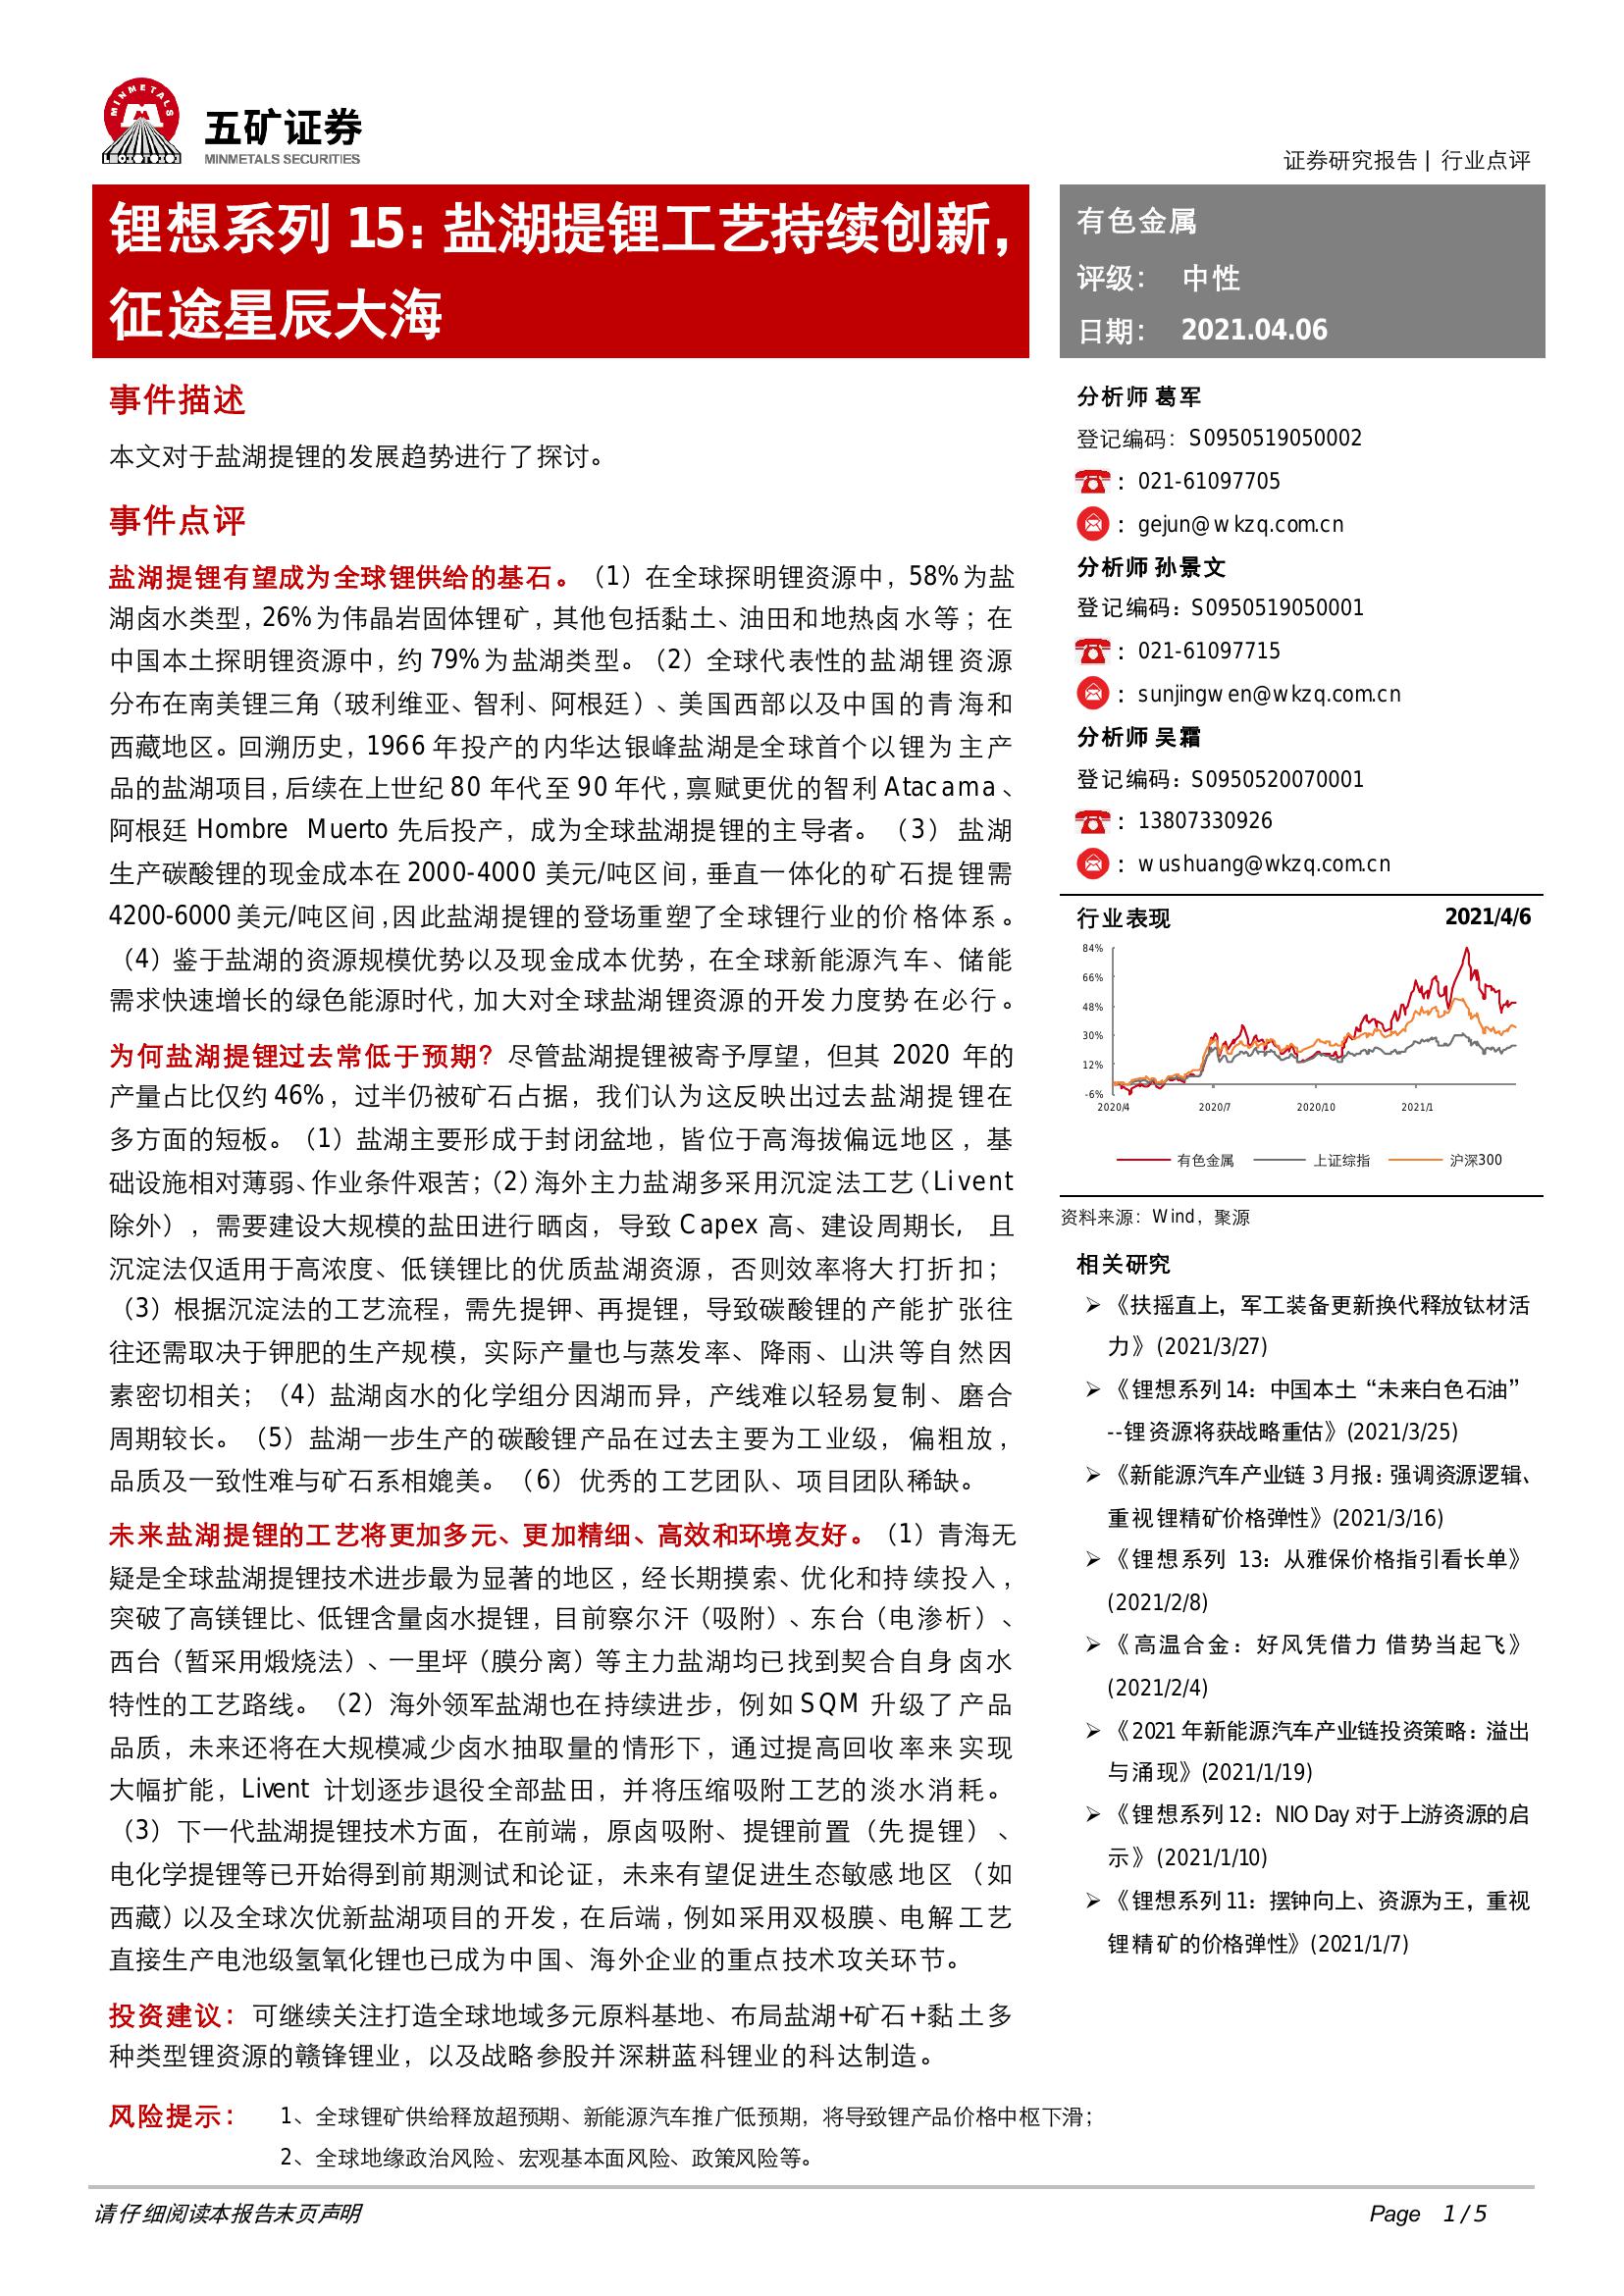 MINMETALS
五矿证券
MINMETALS SECURITIES
证券研究报告 | 行业点评
锂想系列 15：盐湖提锂工艺持续创新，
征途星辰大海
有色金属
评级： 中性
日期： 2021.04.06
事件描述
本文对于盐湖提锂的发展趋势进行了探讨。
事件点评
盐湖提锂有望成为全球锂供给的基石。（1）在全球探明锂资源中，58%为盐
湖卤水类型，26%为伟晶岩固体锂矿，其他包括黏土、油田和地热卤水等；在
中国本土探明锂资源中，约 79%为盐湖类型。（2）全球代表性的盐湖锂资源
分布在南美锂三角（玻利维亚、智利、阿根廷）、美国西部以及中国的青海和
西藏地区。回溯历史，1966 年投产的内华达银峰盐湖是全球首个以锂为主产
品的盐湖项目，后续在上世纪 80 年代至 90 年代，禀赋更优的智利 Atacama、
阿根廷 Hombre Muerto 先后投产，成为全球盐湖提锂的主导者。（3）盐湖
生产碳酸锂的现金成本在 2000-4000 美元/吨区间，垂直一体化的矿石提锂需
4200-6000 美元/吨区间，因此盐湖提锂的登场重塑了全球锂行业的价格体系。
（4）鉴于盐湖的资源规模优势以及现金成本优势，在全球新能源汽车、储能
需求快速增长的绿色能源时代，加大对全球盐湖锂资源的开发力度势在必行。
为何盐湖提锂过去常低于预期？尽管盐湖提锂被寄予厚望，但其 2020 年的
产量占比仅约 46%，过半仍被矿石占据，我们认为这反映出过去盐湖提锂在
多方面的短板。（1）盐湖主要形成于封闭盆地，皆位于高海拔偏远地区，基
础设施相对薄弱、作业条件艰苦；（2）海外主力盐湖多采用沉淀法工艺（Livent
除外），需要建设大规模的盐田进行晒卤，导致 Capex 高、建设周期长，且
沉淀法仅适用于高浓度、低镁锂比的优质盐湖资源，否则效率将大打折扣；
（3）根据沉淀法的工艺流程，需先提钾、再提锂，导致碳酸锂的产能扩张往
往还需取决于钾肥的生产规模，实际产量也与蒸发率、降雨、山洪等自然因
素密切相关；（4）盐湖卤水的化学组分因湖而异，产线难以轻易复制、磨合
周期较长。（5）盐湖一步生产的碳酸锂产品在过去主要为工业级，偏粗放，
品质及一致性难与矿石系相媲美。（6）优秀的工艺团队、项目团队稀缺。
未来盐湖提锂的工艺将更加多元、更加精细、高效和环境友好。（1）青海无
疑是全球盐湖提锂技术进步最为显著的地区，经长期摸索、优化和持续投入，
突破了高镁锂比、低锂含量卤水提锂，目前察尔汗（吸附）、东台（电渗析）、
西台（暂采用煅烧法）、一里坪（膜分离）等主力盐湖均已找到契合自身卤水
特性的工艺路线。（2）海外领军盐湖也在持续进步，例如 SQM 升级了产品
品质，未来还将在大规模减少卤水抽取量的情形下，通过提高回收率来实现
大幅扩能，Livent 计划逐步退役全部盐田，并将压缩吸附工艺的淡水消耗。
（3）下一代盐湖提锂技术方面，在前端，原卤吸附、提锂前置（先提锂）、
电化学提锂等已开始得到前期测试和论证，未来有望促进生态敏感地区（如
西藏）以及全球次优新盐湖项目的开发，在后端，例如采用双极膜、电解工艺
直接生产电池级氢氧化锂也已成为中国、海外企业的重点技术攻关环节。
投资建议：可继续关注打造全球地域多元原料基地、布局盐湖+矿石+黏土多
种类型锂资源的赣锋锂业，以及战略参股并深耕蓝科锂业的科达制造。
风险提示： 1、全球锂矿供给释放超预期、新能源汽车推广低预期，将导致锂产品价格中枢下滑；
2、全球地缘政治风险、宏观基本面风险、政策风险等。
分析师 葛军
登记编码：S0950519050002
：021-61097705
：gejun@wkzq.com.cn
分析师 孙景文
登记编码：S0950519050001
：021-61097715
：sunjingwen@wkzq.com.cn
分析师 吴霜
登记编码：S0950520070001
：13807330926
：wushuang@wkzq.com.cn
行业表现 2021/4/6
84%
66%
48%
30%
12%
-6%
2020/4 2020/7 2020/10 2021/1
有色金属 上证综指 沪深300
资料来源：Wind，聚源
相关研究
➢ 《扶摇直上，军工装备更新换代释放钛材活
力》(2021/3/27)
➢ 《锂想系列 14：中国本土“未来白色石油”
--锂资源将获战略重估》(2021/3/25)
➢ 《新能源汽车产业链 3 月报：强调资源逻辑、
重视锂精矿价格弹性》(2021/3/16)
➢ 《锂想系列 13：从雅保价格指引看长单》
(2021/2/8)
➢ 《高温合金：好风凭借力 借势当起飞》
(2021/2/4)
➢ 《2021 年新能源汽车产业链投资策略：溢出
与涌现》(2021/1/19)
➢ 《锂想系列 12：NIO Day 对于上游资源的启
示》(2021/1/10)
➢ 《锂想系列 11：摆钟向上、资源为王，重视
锂精矿的价格弹性》(2021/1/7)
请仔细阅读本报告末页声明
Page 1 / 5